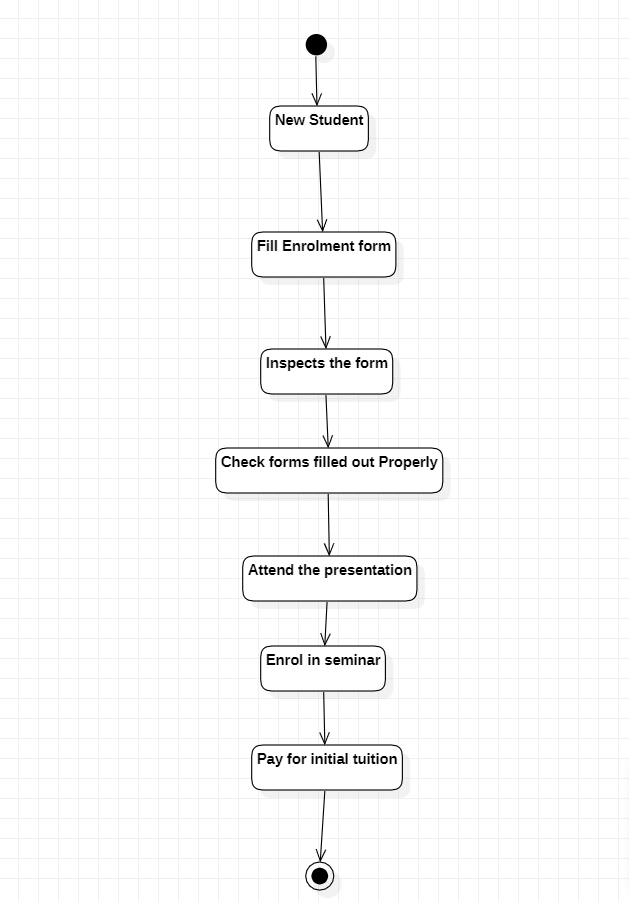 New Student
Fill Enrolment form
Inspects the form
Check forms filled out Properly
Attend the presentation
Enrol in seminar
Pay for initial tuition